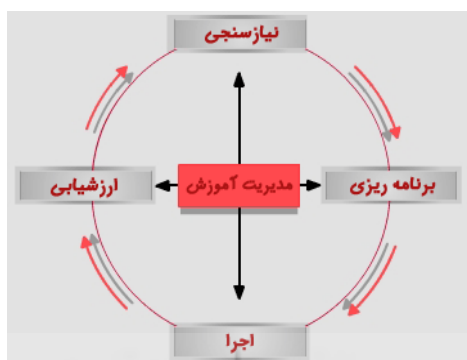 نیازسنجی
برنامه ریزی
مدیریت آموزش
ارزشیابی
اجرا